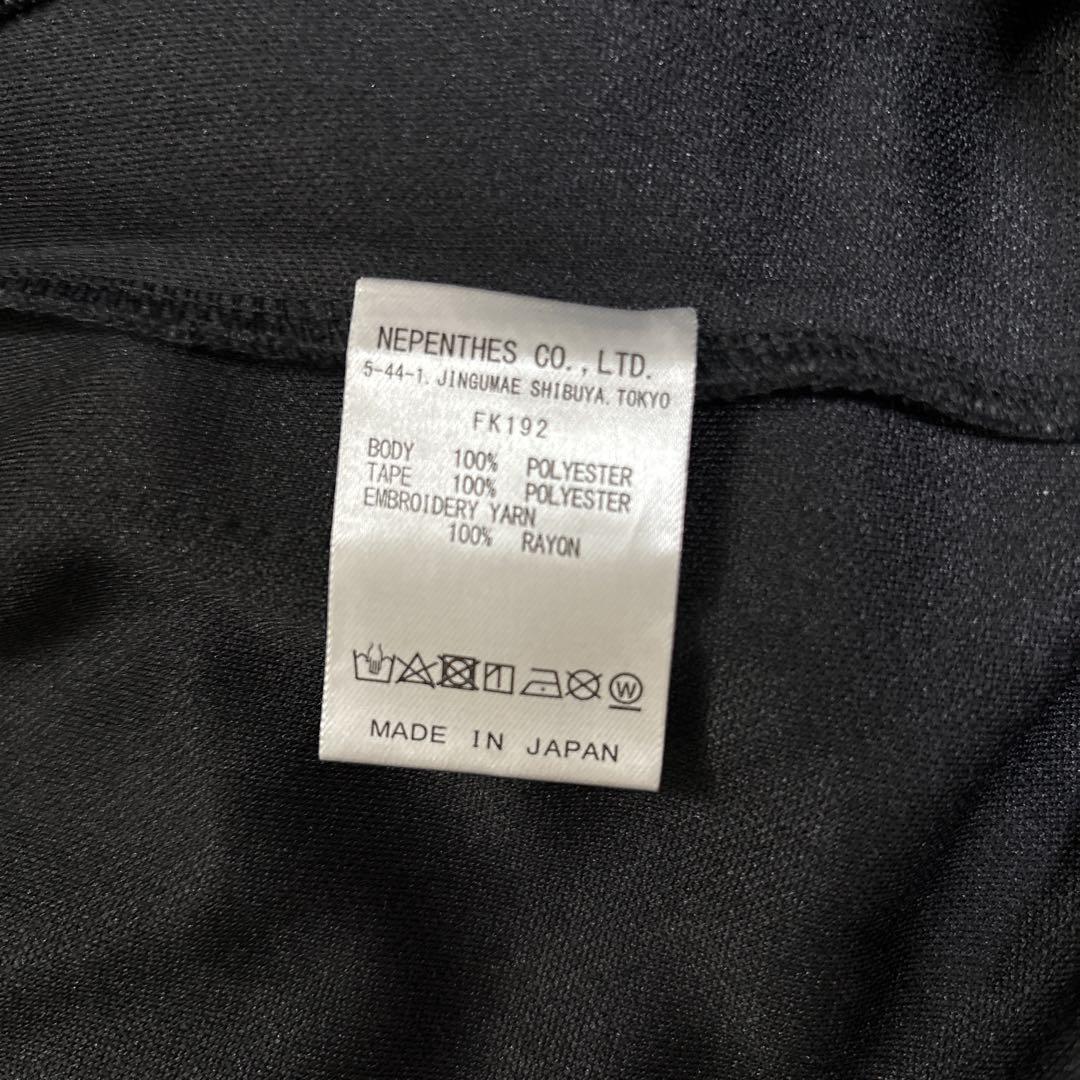 NEPENTHES CO.,LTD.
5-44-1. JINGUMAE SHIBUYA. TOKYO
FK192
BODY 100% POLYESTER
TAPE 100% POLYESTER
EMBROIDERY YARN
100% RAYON
W
MADE IN JAPAN